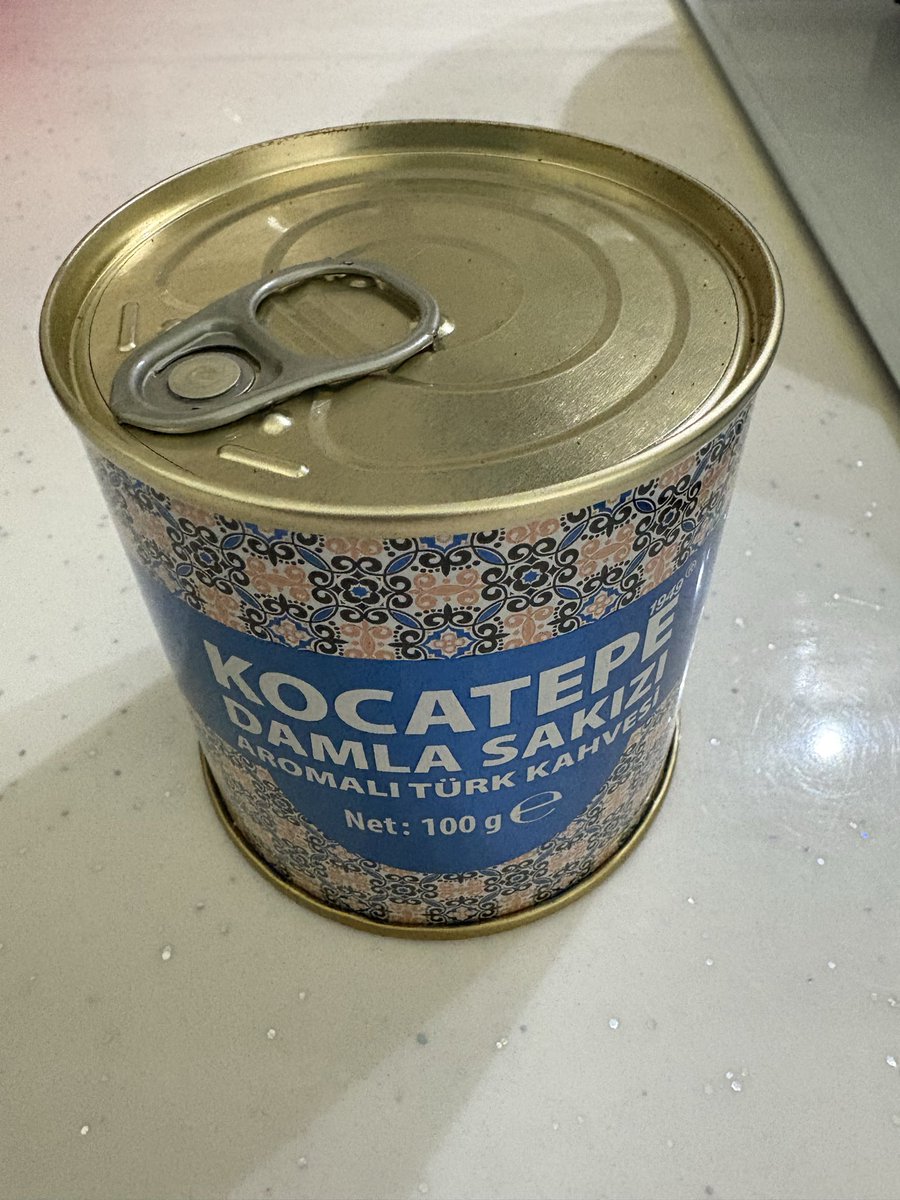 1949 ®
KOCATEPE
DAMLA SAKIZI
AROMALI TÜRK KAHVESİ
Net: 100 g ℮